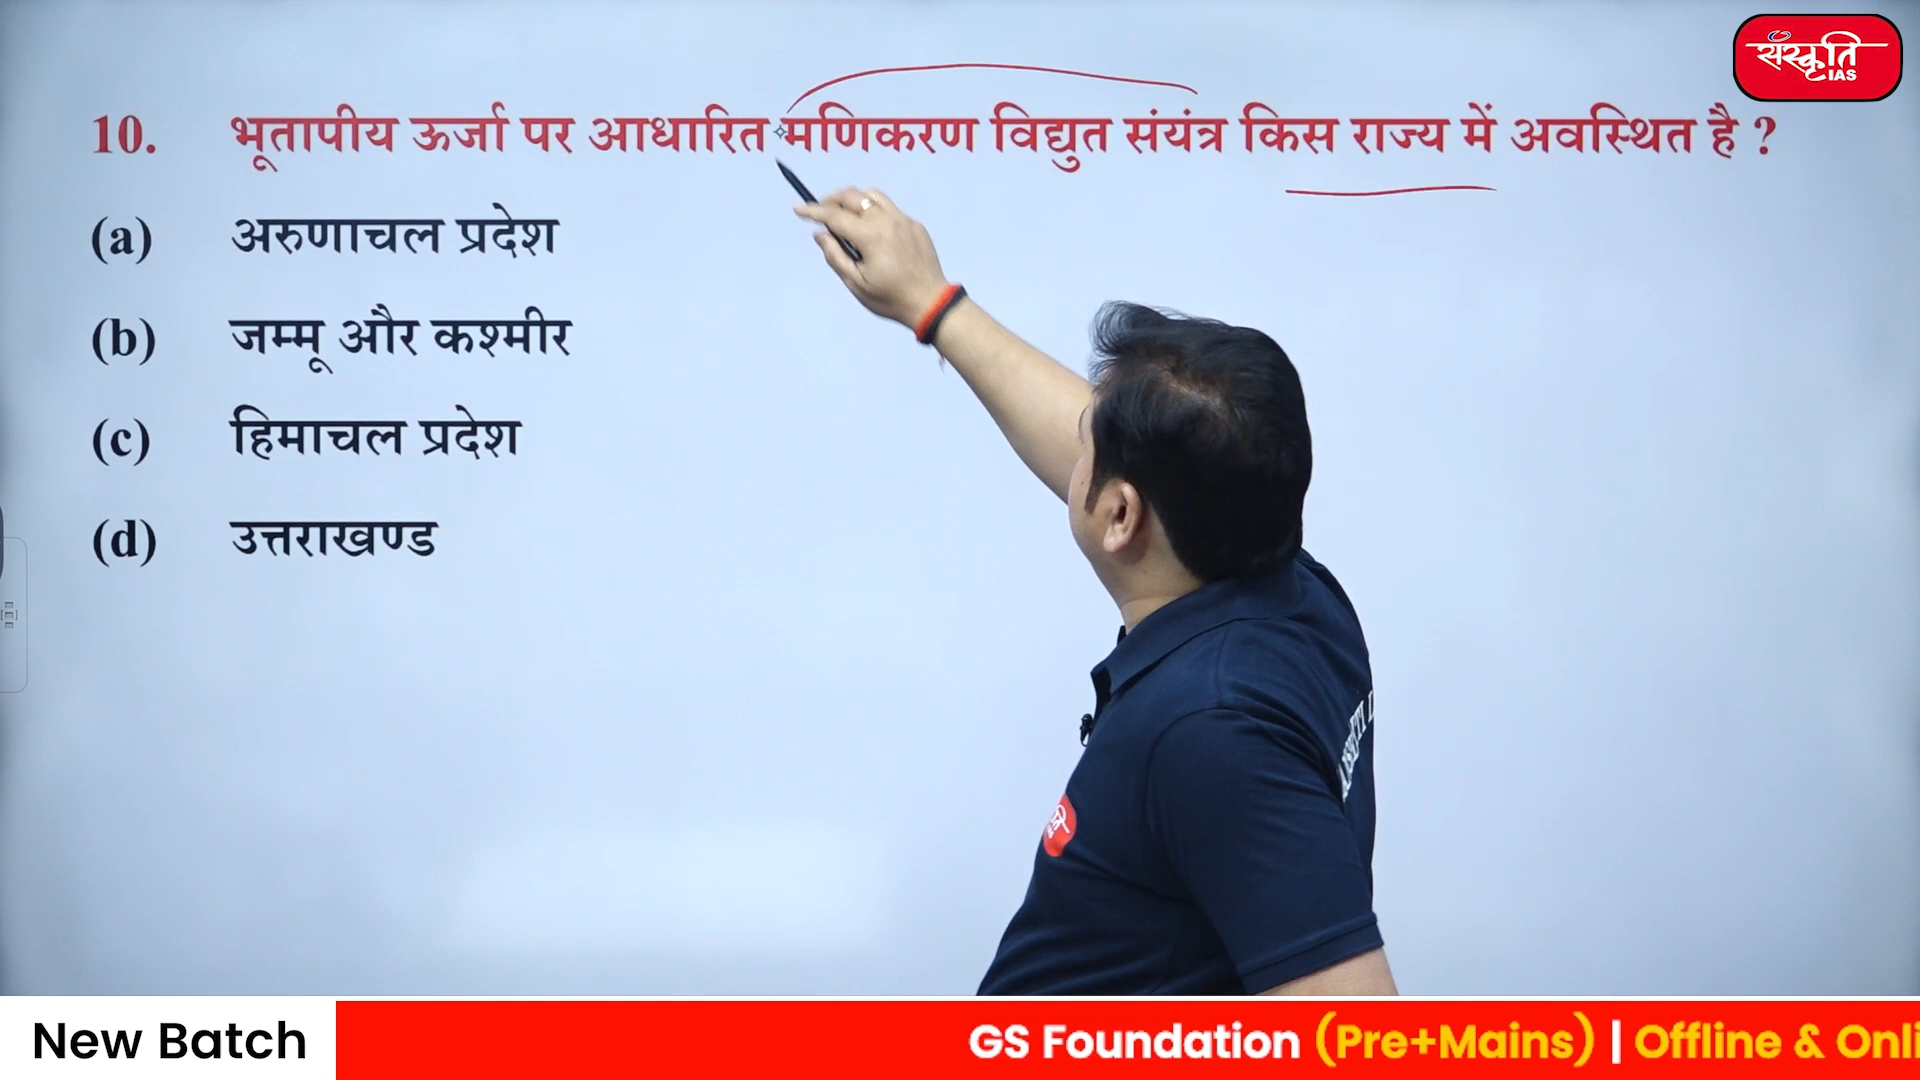 संस्कृति
IAS
10. भूतापीय ऊर्जा पर आधारित मणिकरण विद्युत संयंत्र किस राज्य में अवस्थित है ?
(a) अरुणाचल प्रदेश
(b) जम्मू और कश्मीर
(c) हिमाचल प्रदेश
(d) उत्तराखण्ड
New Batch
GS Foundation (Pre+Mains) | Offline & Onli